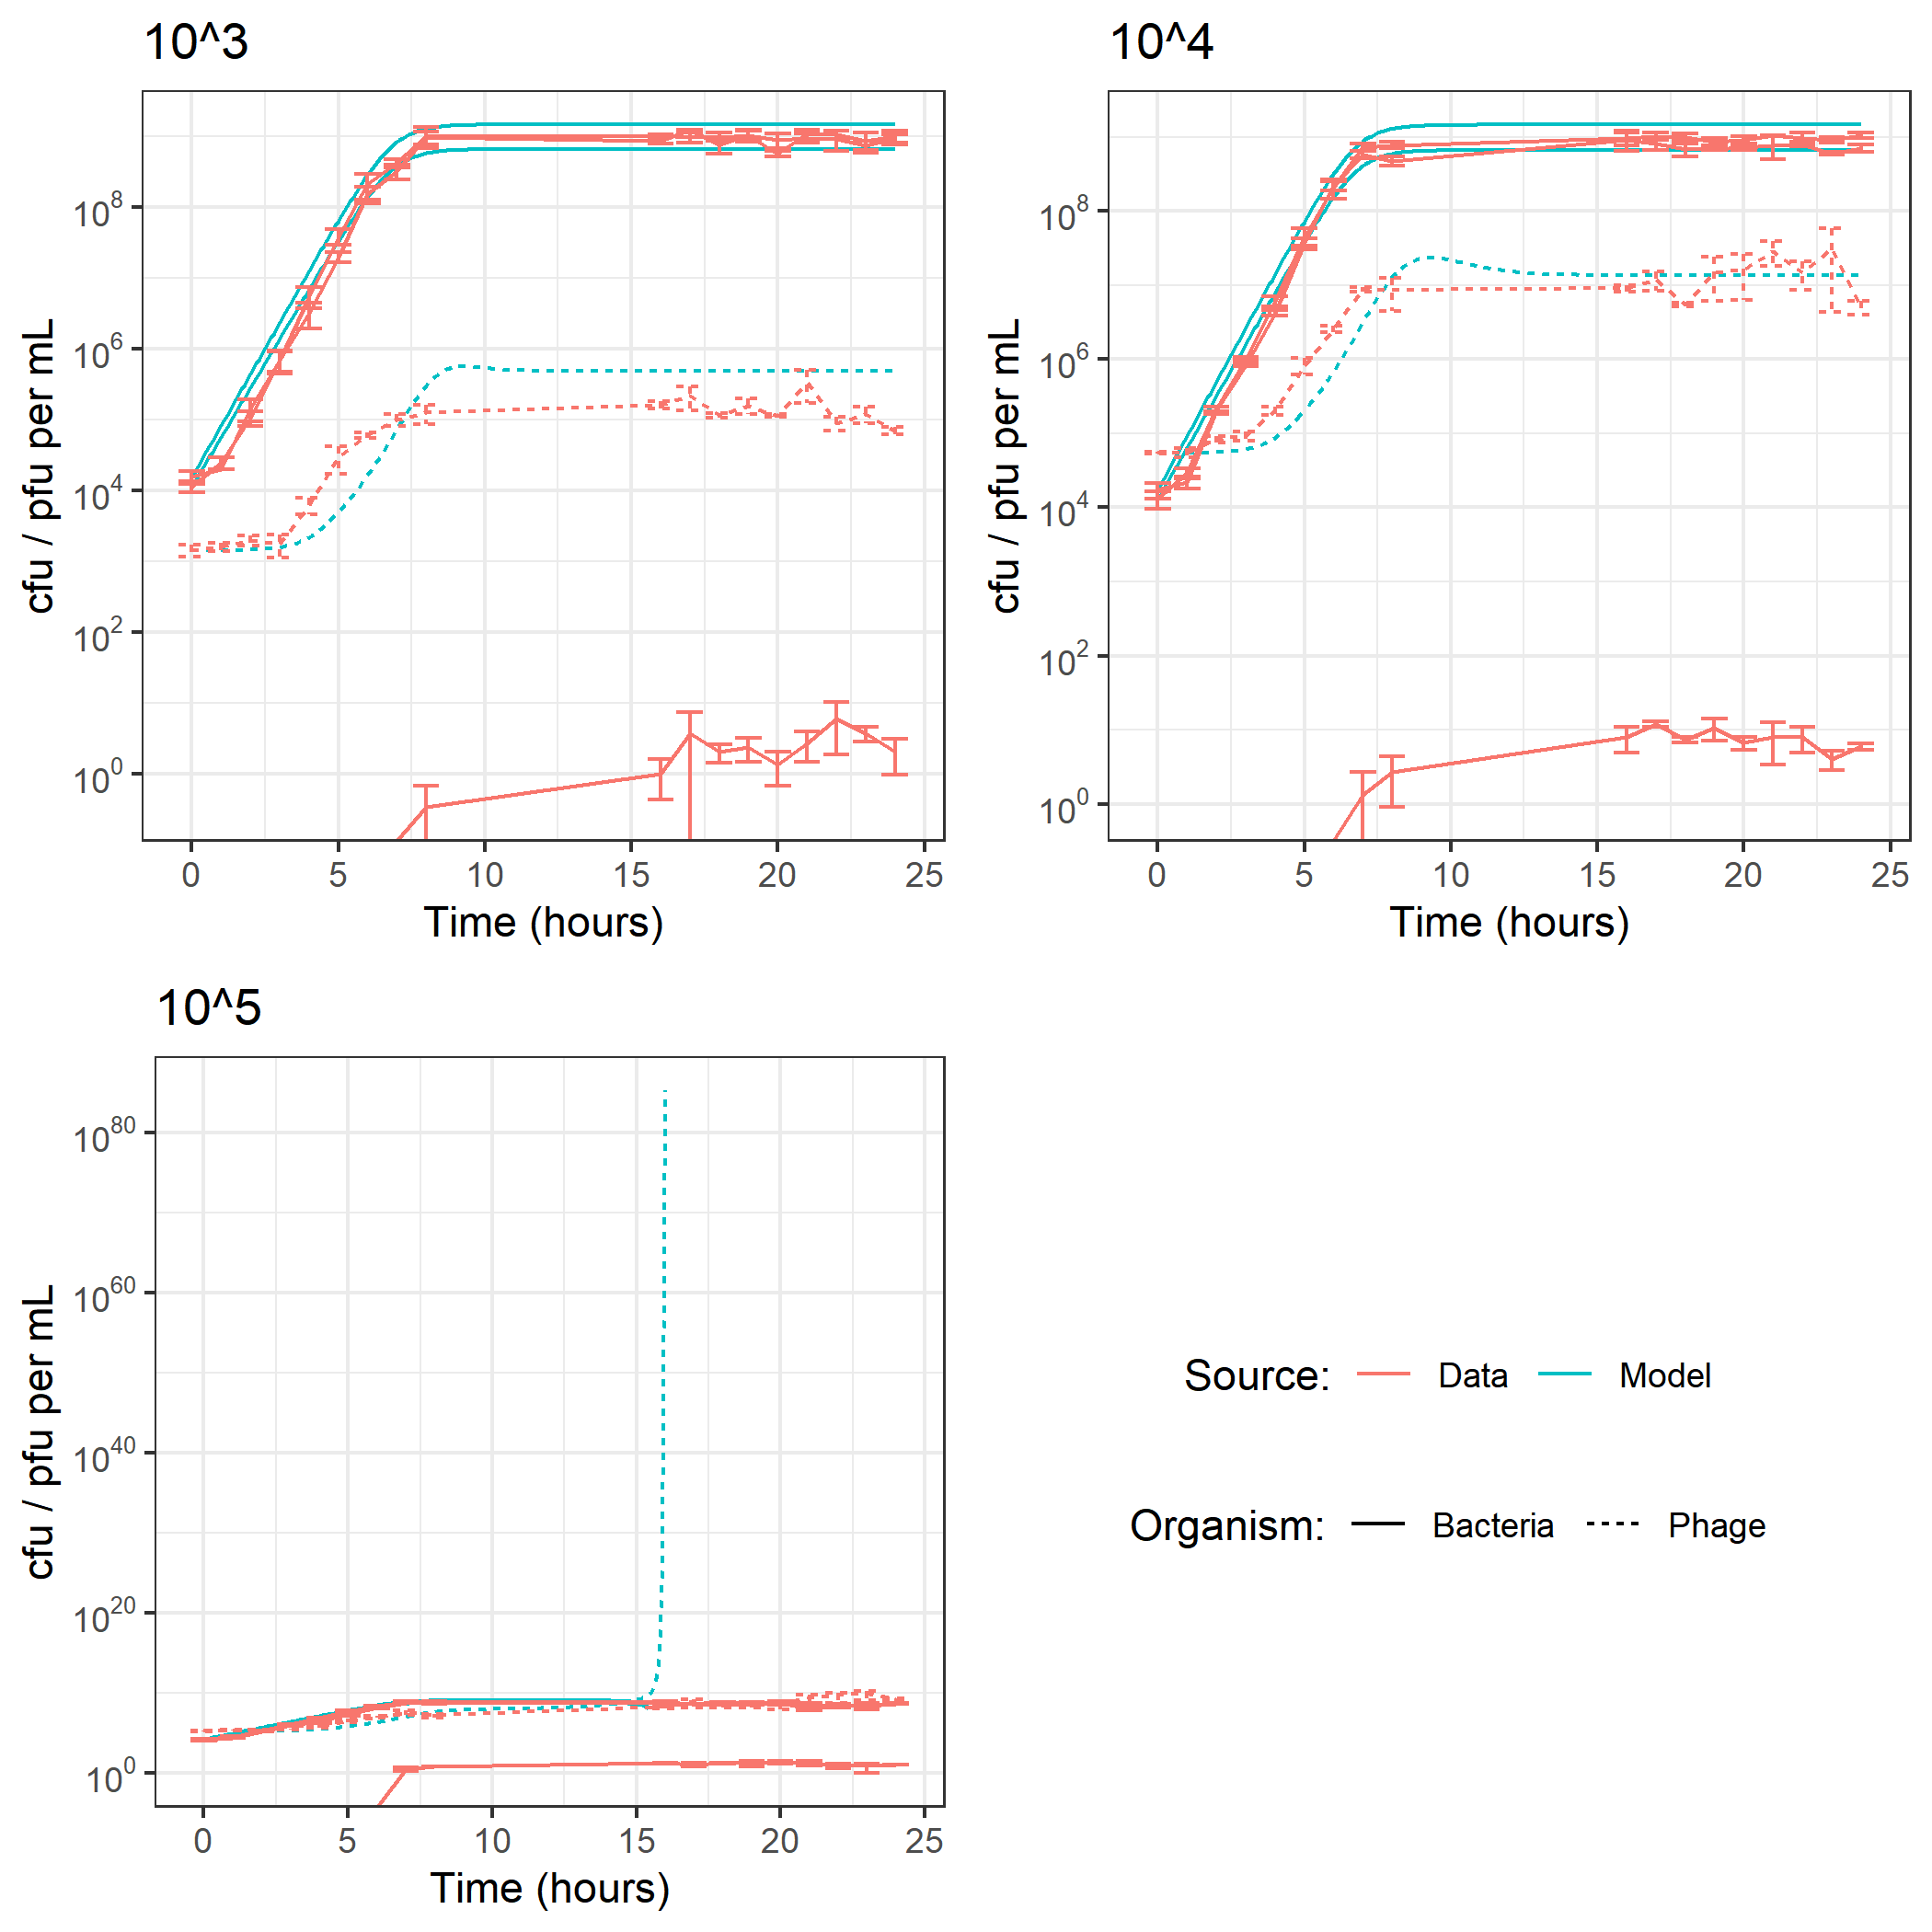 10^3
10^8
10^6
10^4
10^2
10^0
cfu / pfu per mL
0 5 10 15 20 25
Time (hours)
10^4
10^8
10^6
10^4
10^2
10^0
cfu / pfu per mL
0 5 10 15 20 25
Time (hours)
10^5
10^80
10^60
10^40
10^20
10^0
cfu / pfu per mL
0 5 10 15 20 25
Time (hours)
Source: Data Model
Organism: Bacteria Phage